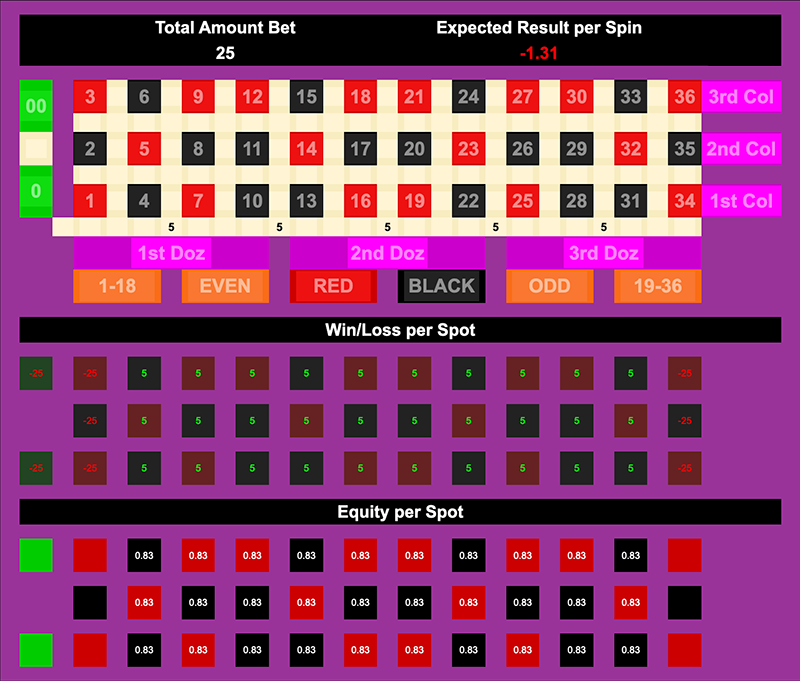 Total Amount Bet Expected Result per Spin
25 -1.31
00 3 6 9 12 15 18 21 24 27 30 33 36 3rd Col
2 5 8 11 14 17 20 23 26 29 32 35 2nd Col
0 1 4 7 10 13 16 19 22 25 28 31 34 1st Col
5 5 5 5 5
1st Doz 2nd Doz 3rd Doz
1-18 EVEN RED BLACK ODD 19-36
Win/Loss per Spot
-25 -25 5 5 5 5 5 5 5 5 5 5 -25
-25 5 5 5 5 5 5 5 5 5 5 -25
-25 -25 5 5 5 5 5 5 5 5 5 5 -25
Equity per Spot
0.83 0.83 0.83 0.83 0.83 0.83 0.83 0.83 0.83 0.83
0.83 0.83 0.83 0.83 0.83 0.83 0.83 0.83 0.83 0.83
0.83 0.83 0.83 0.83 0.83 0.83 0.83 0.83 0.83 0.83